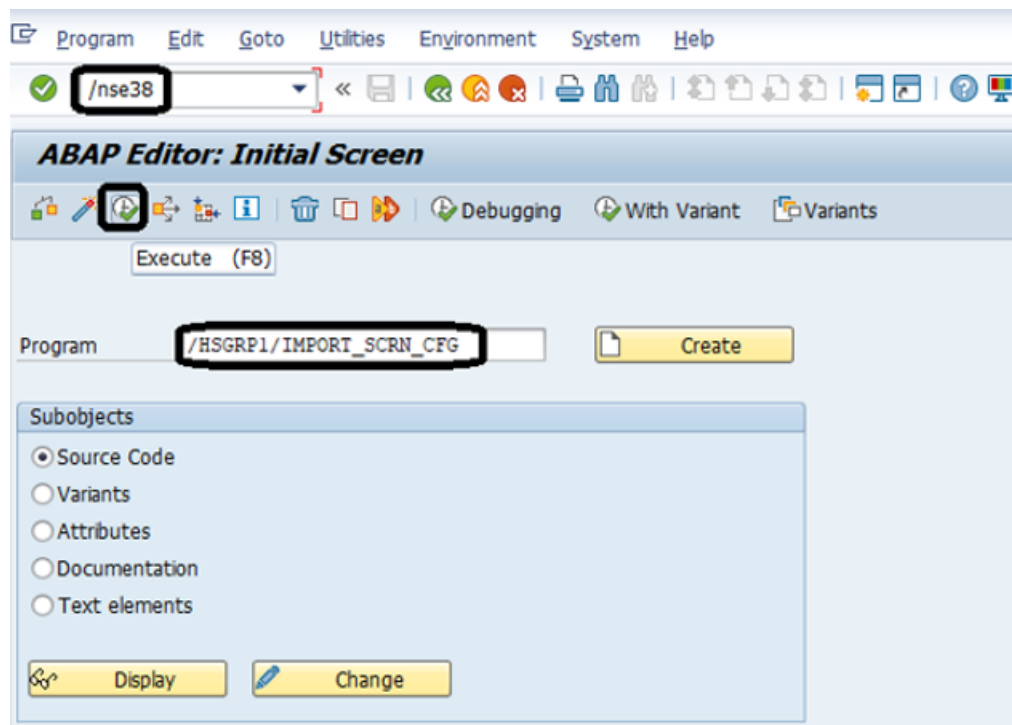 Program Edit Goto Utilities Environment System Help
/nse38
ABAP Editor: Initial Screen
Debugging With Variant Variants
Execute (F8)
Program /HSGRP1/IMPORT_SCRN_CFG Create
Subobjects
Source Code
Variants
Attributes
Documentation
Text elements
Display Change